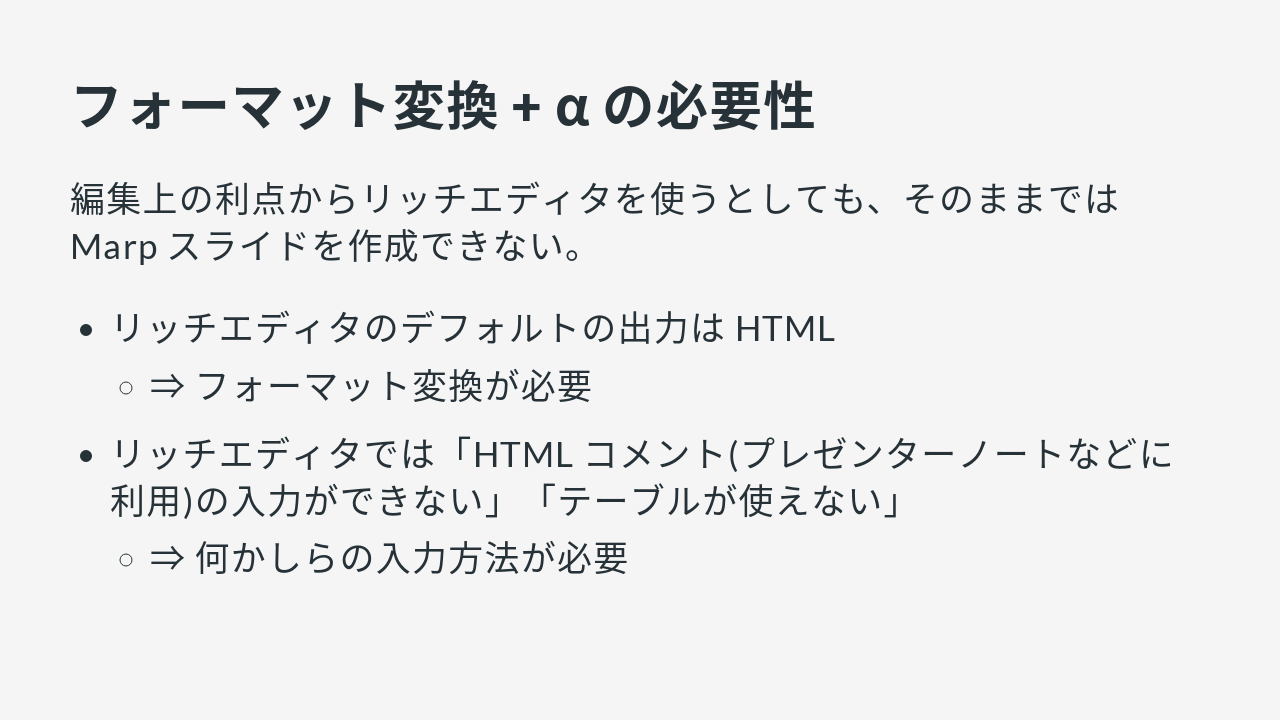 フォーマット変換 + α の必要性
編集上の利点からリッチエディタを使うとしても、そのままでは
Marp スライドを作成できない。
• リッチエディタのデフォルトの出力は HTML
○ ⇒ フォーマット変換が必要
• リッチエディタでは「HTML コメント(プレゼンターノートなどに
利用)の入力ができない」「テーブルが使えない」
○ ⇒ 何かしらの入力方法が必要